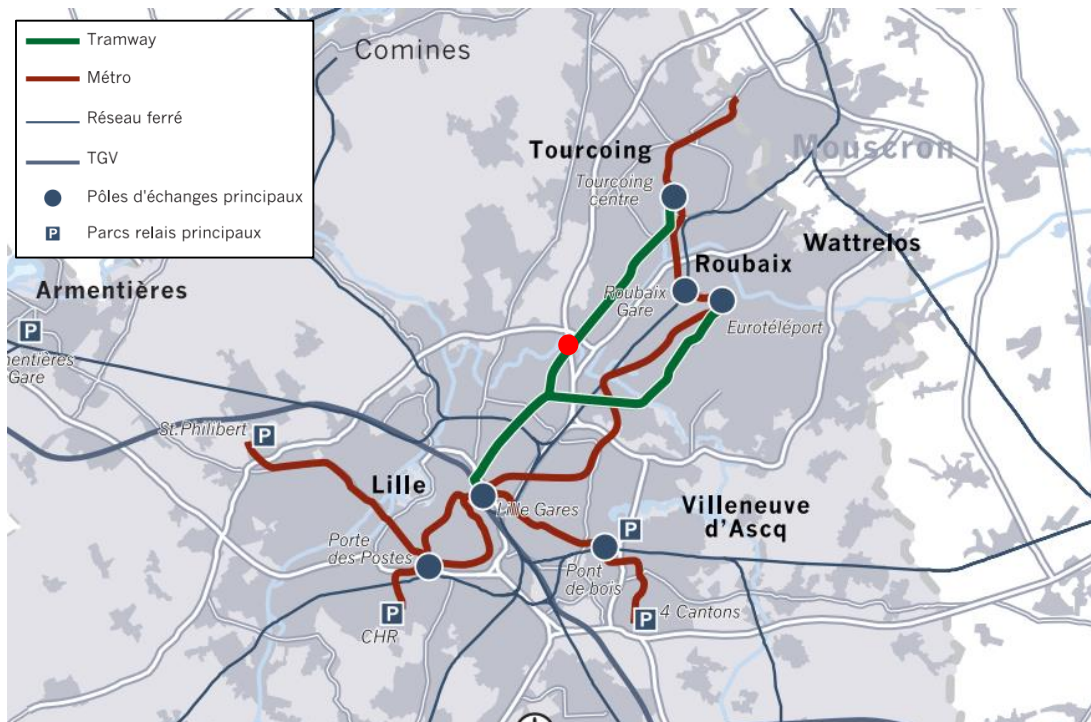 Tramway
Métro
Réseau ferré
TGV
Pôles d'échanges principaux
P Parcs relais principaux
Comines
Tourcoing
Mouscron
Tourcoing
centre
Wattrelos
Roubaix
Roubaix
Gare
Eurotéléport
Armentières
P
mentières
Gare
St.Philibert
P
Lille
Lille Gares
Villeneuve
d'Ascq
P
Porte
des Postes
Pont
de bois
P
CHR
P
4 Cantons